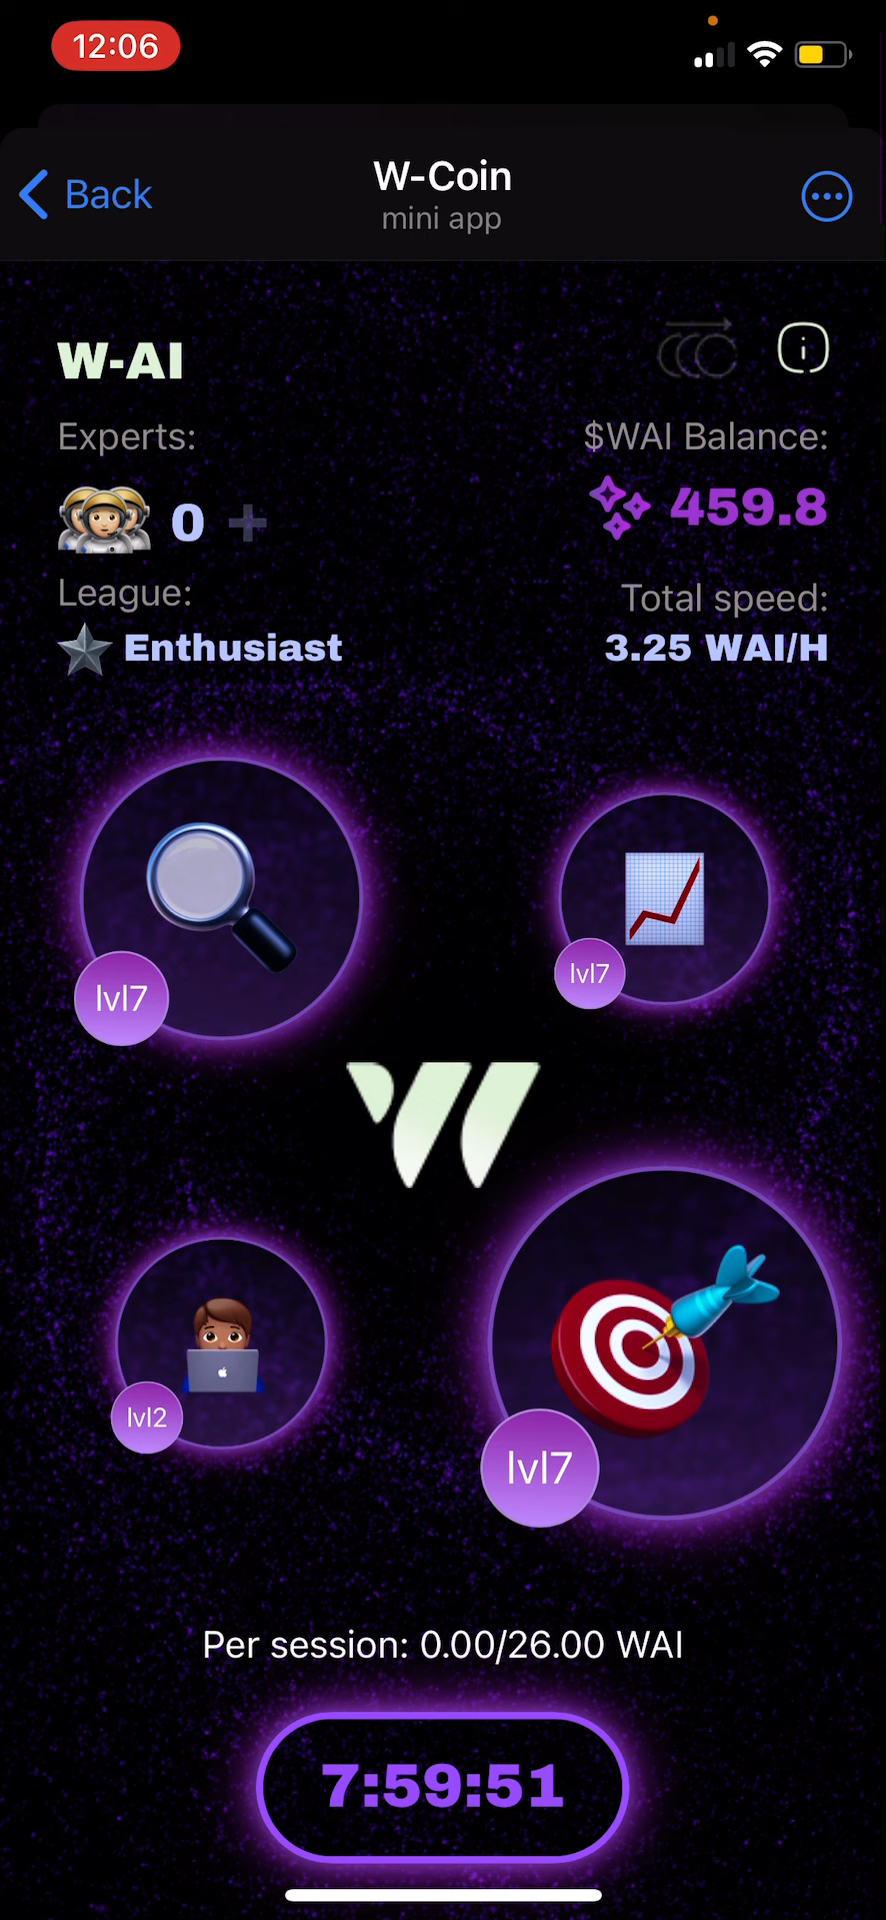 12:06
Back
W-Coin
mini app
W-AI
Experts:
$WAI Balance:
0 +
459.8
League:
Total speed:
Enthusiast
3.25 WAI/H
lvl7
lvl7
lvl2
lvl7
Per session: 0.00/26.00 WAI
7:59:51